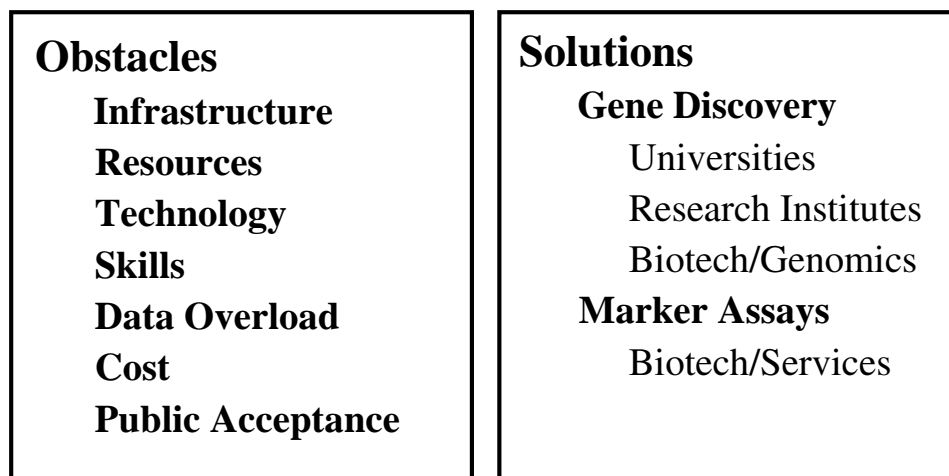 Obstacles
Infrastructure
Resources
Technology
Skills
Data Overload
Cost
Public Acceptance
Solutions
Gene Discovery
Universities
Research Institutes
Biotech/Genomics
Marker Assays
Biotech/Services